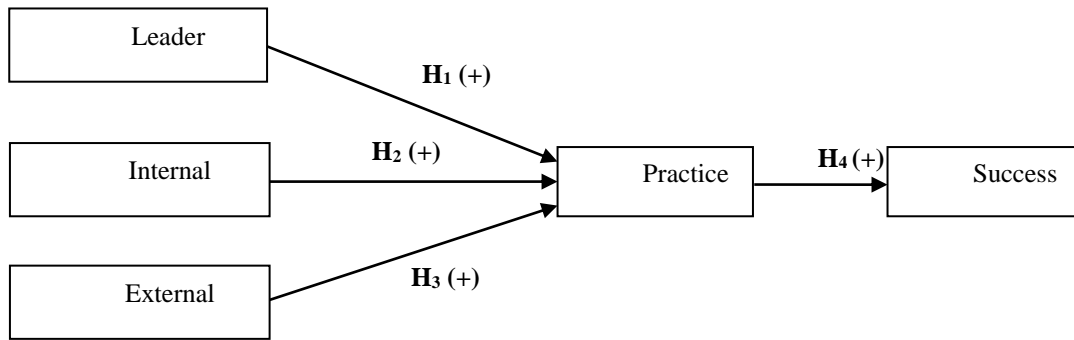 Leader
H₁ (+)
Internal
H₂ (+)
Practice
H₄ (+)
Success
External
H₃ (+)